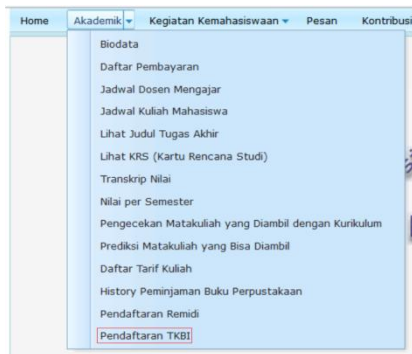 Home Akademik Kegiatan Kemahasiswaan Pesan Kontribusi
Biodata
Daftar Pembayaran
Jadwal Dosen Mengajar
Jadwal Kuliah Mahasiswa
Lihat Judul Tugas Akhir
Lihat KRS (Kartu Rencana Studi)
Transkrip Nilai
Nilai per Semester
Pengecekan Matakuliah yang Diambil dengan Kurikulum
Prediksi Matakuliah yang Bisa Diambil
Daftar Tarif Kuliah
History Peminjaman Buku Perpustakaan
Pendaftaran Remidi
Pendaftaran TKBI